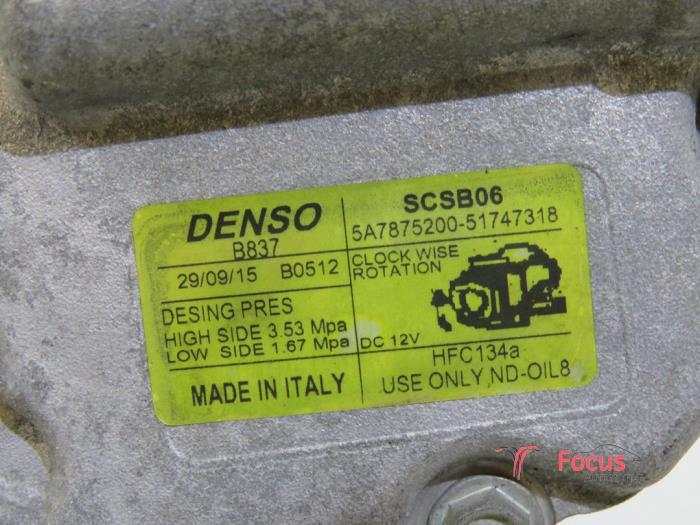 DENSO
B837
29/09/15 B0512
DESING PRES
HIGH SIDE 3.53 Mpa
LOW SIDE 1.67 Mpa
MADE IN ITALY
SCSB06
5A7875200-51747318
CLOCK WISE
ROTATION
DC 12V
HFC134a
USE ONLY ND-OIL8
Focus